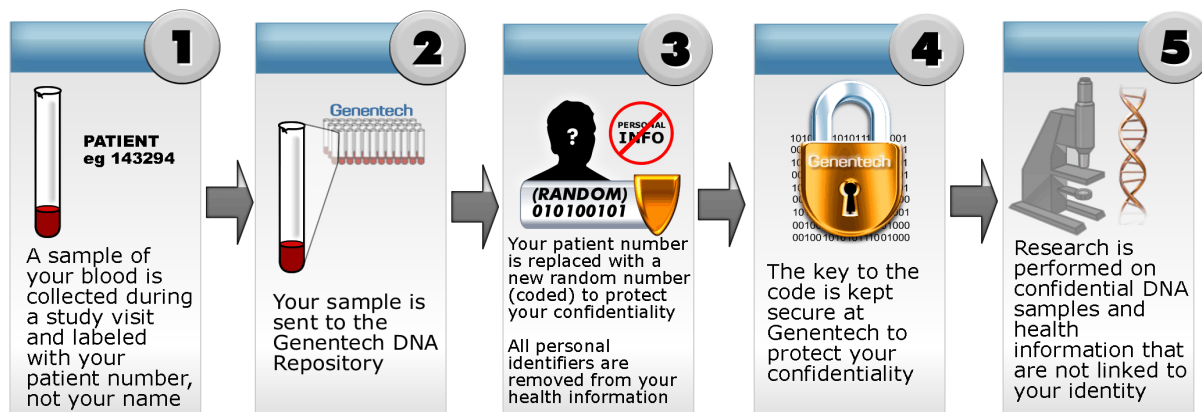 1
PATIENT
eg 143294
A sample of
your blood is
collected during
a study visit
and labeled
with your
patient number,
not your name
2
Genentech
Your sample is
sent to the
Genentech DNA
Repository
3
?
PERSONAL
INFO
(RANDOM)
010100101
Your patient number
is replaced with a
new random number
(coded) to protect
your confidentiality
All personal
identifiers are
removed from your
health information
4
Genentech
The key to the
code is kept
secure at
Genentech to
protect your
confidentiality
5
Research is
performed on
confidential DNA
samples and
health
information that
are not linked to
your identity